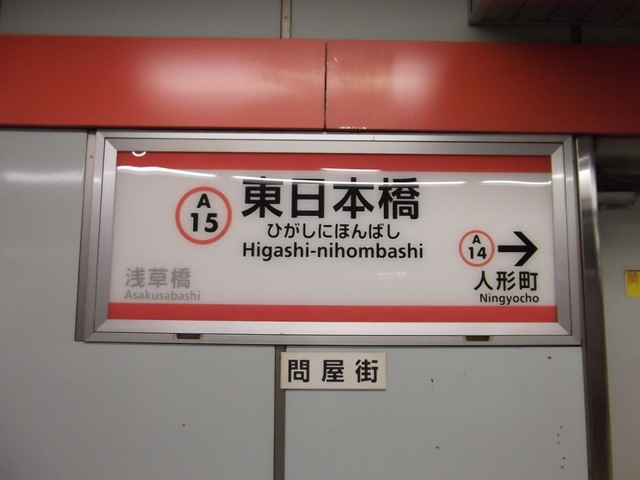 A
15
東日本橋
ひがしにほんばし
Higashi-nihombashi
A
14
浅草橋
Asakusabashi
人形町
Ningyocho
問屋街